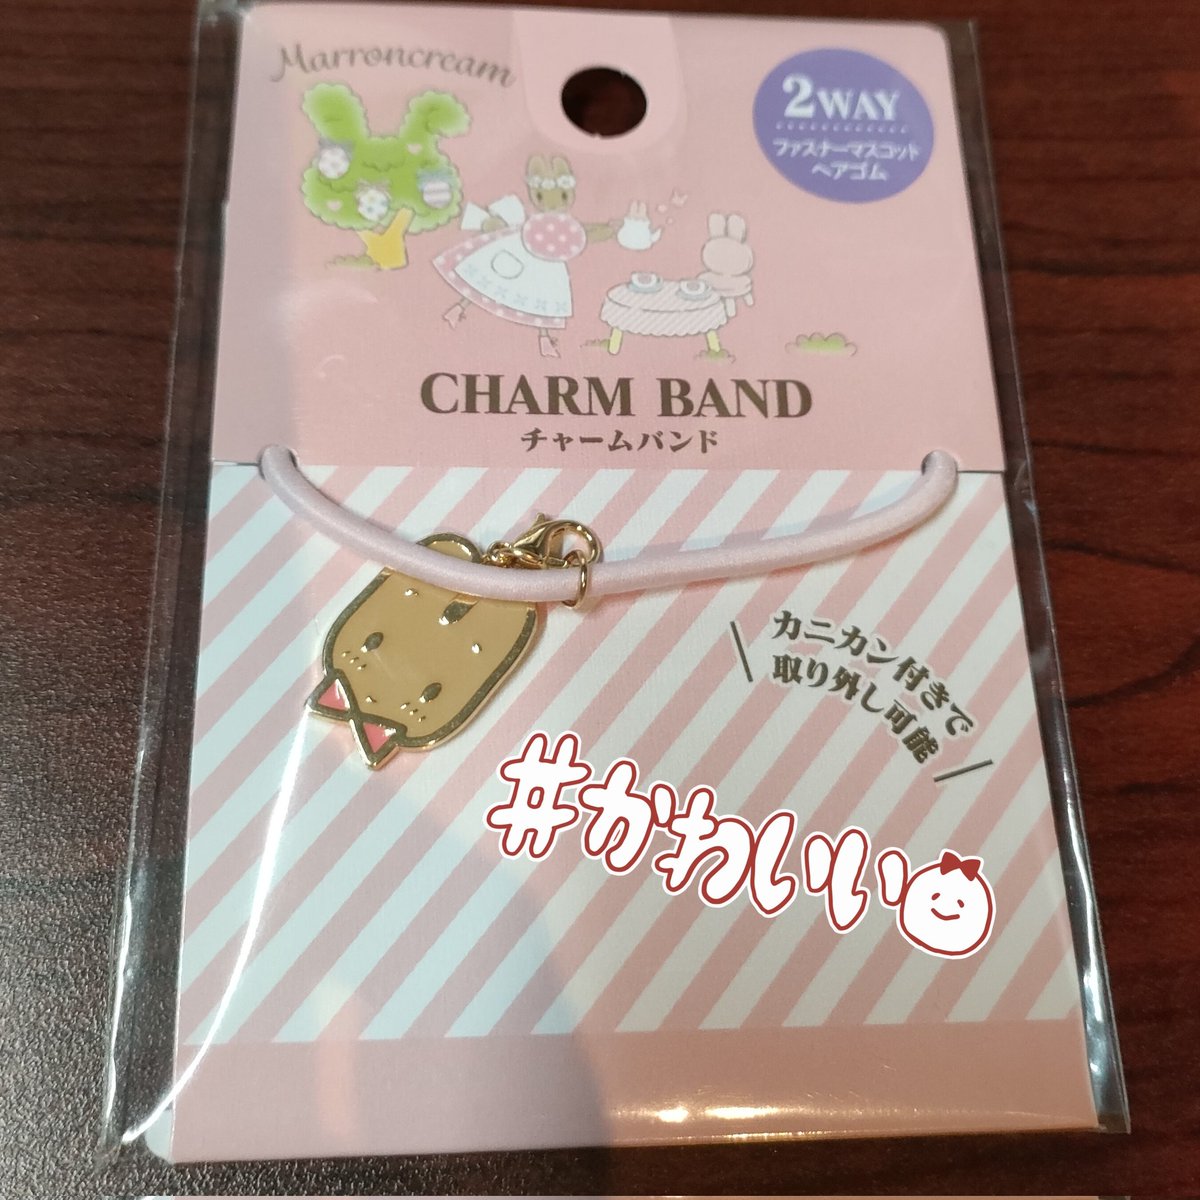 Marroncream
2WAY
ファスナーマスコット
ヘアゴム
CHARM BAND
チャームバンド
カニカン付きで
取り外し可能
#かわいい